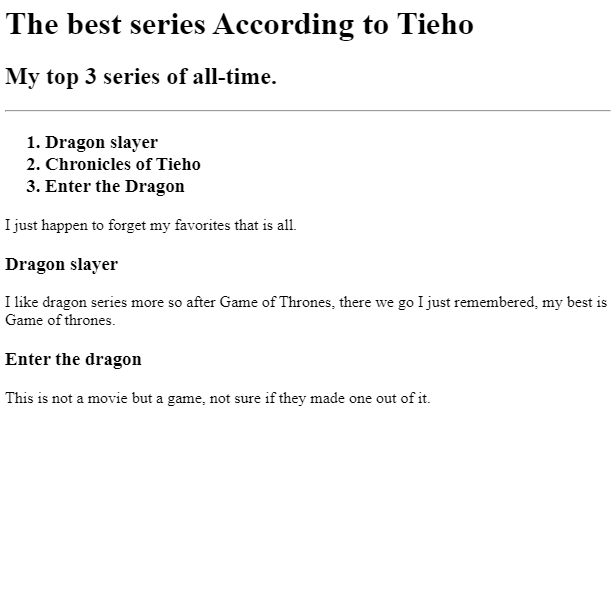 The best series According to Tieho
My top 3 series of all-time.
1. Dragon slayer
2. Chronicles of Tieho
3. Enter the Dragon
I just happen to forget my favorites that is all.
Dragon slayer
I like dragon series more so after Game of Thrones, there we go I just remembered, my best is
Game of thrones.
Enter the dragon
This is not a movie but a game, not sure if they made one out of it.